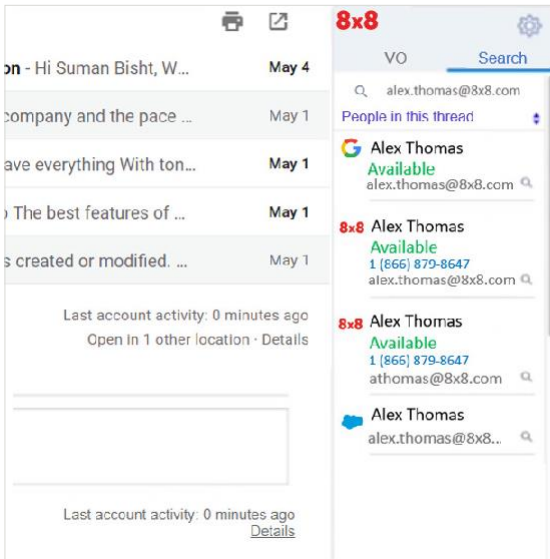 on - Hi Suman Bisht, W... May 4
company and the pace ... May 1
ave everything With ton... May 1
o The best features of ... May 1
s created or modified. ... May 1
Last account activity: 0 minutes ago
Open in 1 other location · Details
Last account activity: 0 minutes ago
Details
8x8
VO Search
alex.thomas@8x8.com
People in this thread
Alex Thomas
Available
alex.thomas@8x8.com
8x8 Alex Thomas
Available
1 (866) 879-8647
alex.thomas@8x8.com
8x8 Alex Thomas
Available
1 (866) 879-8647
athomas@8x8.com
Alex Thomas
alex.thomas@8x8...